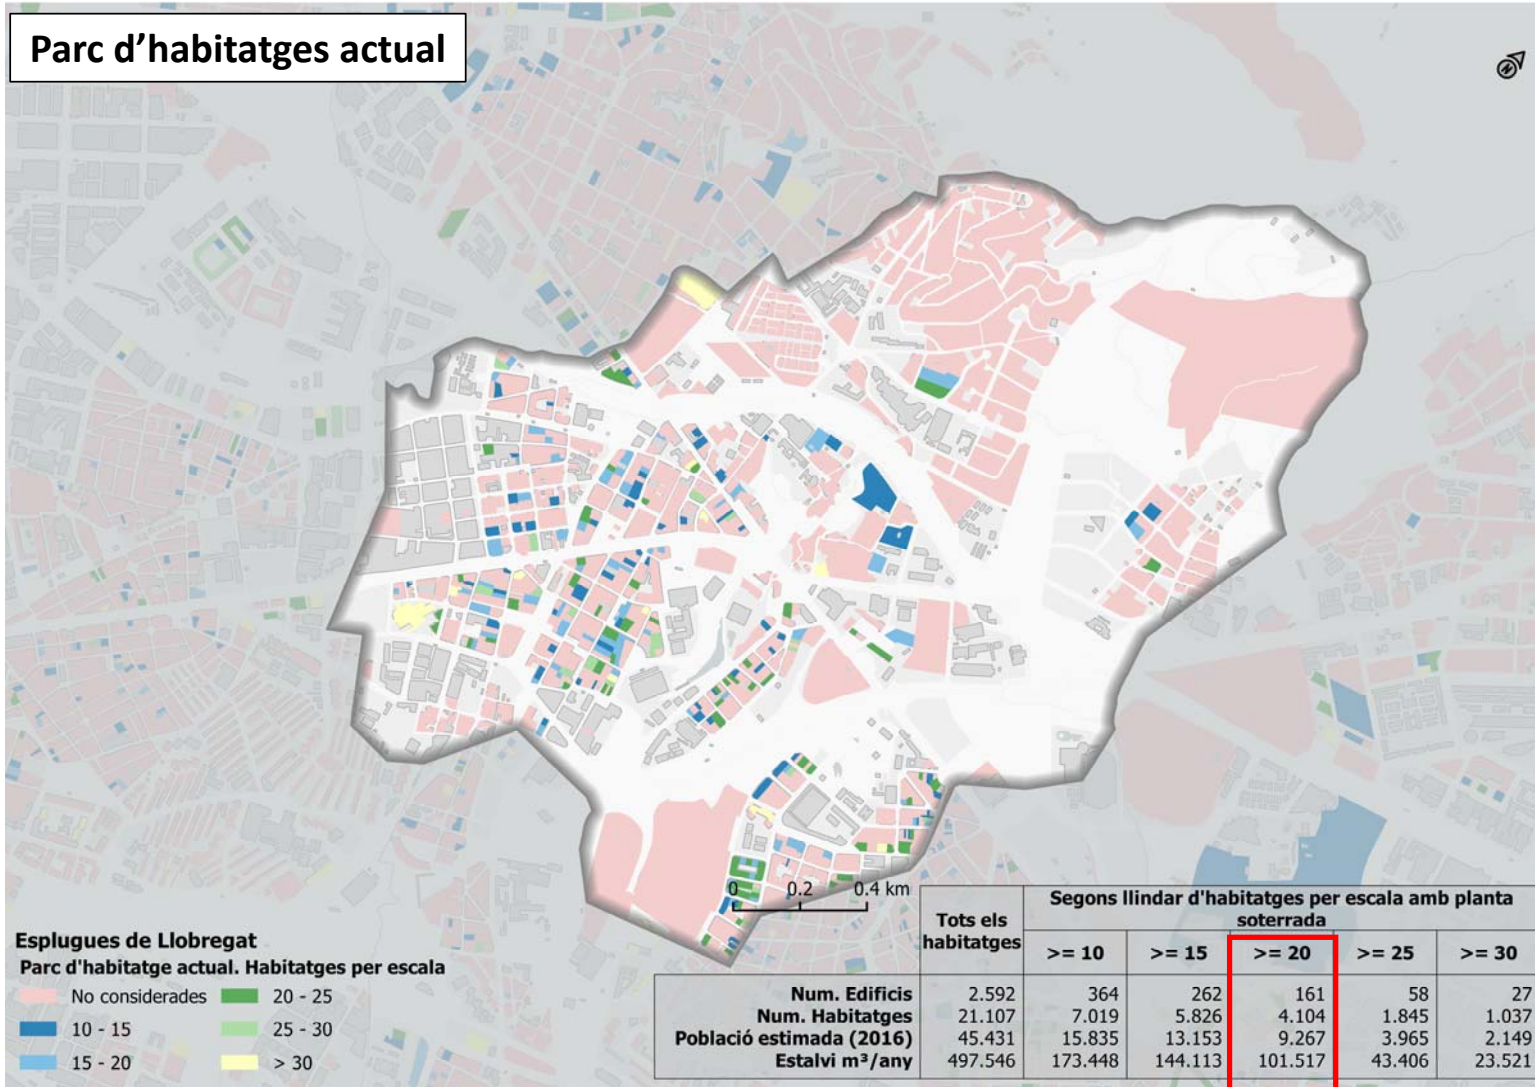 Parc d'habitatges actual
N
0 0.2 0.4 km
Esplugues de Llobregat
Parc d'habitatge actual. Habitatges per escala
No considerades 20 - 25
10 - 15 25 - 30
15 - 20 > 30
Tots els habitatges Segons llindar d'habitatges per escala amb planta soterrada
>= 10 >= 15 >= 20 >= 25 >= 30
Num. Edificis 2.592 364 262 161 58 27
Num. Habitatges 21.107 7.019 5.826 4.104 1.845 1.037
Població estimada (2016) 45.431 15.835 13.153 9.267 3.965 2.149
Estalvi m³/any 497.546 173.448 144.113 101.517 43.406 23.521